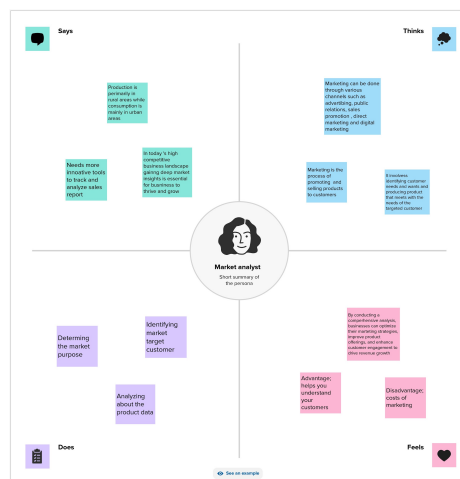 Says
Thinks
Production is
perimarily in
rural areas while
consumption is
mainly in urban
areas
Needs more
innoative tools
to track and
analyze sales
report
In today 's high
competitive
business landscape
gaining deep market
insights is essential
for buaminess to
thrive and grow
Marketing can be done
through various
channels such as
advertibing, public
relations, sales
promotion , direct
marketing and digital
marketing
Marketing is the
process of
promoting and
selling products
to customers
identifying customer
needs and wants and
producing product
that meets with the
needs of the
targeted customer
Market analyst
Short summary of
the persona
Determing
the market
purpose
Identifying
market
target
customer
Analyzing
about the
product data
By conducting a
comprehensive analysis,
businesses can optimize
their marketing strategies,
improve product
offerings, and enhance
customer engagement to
drive revenue growth
Advantage;
helps you
understand
your
customers
Disadvantage;
costs of
marketing
Does
Feels
See an example